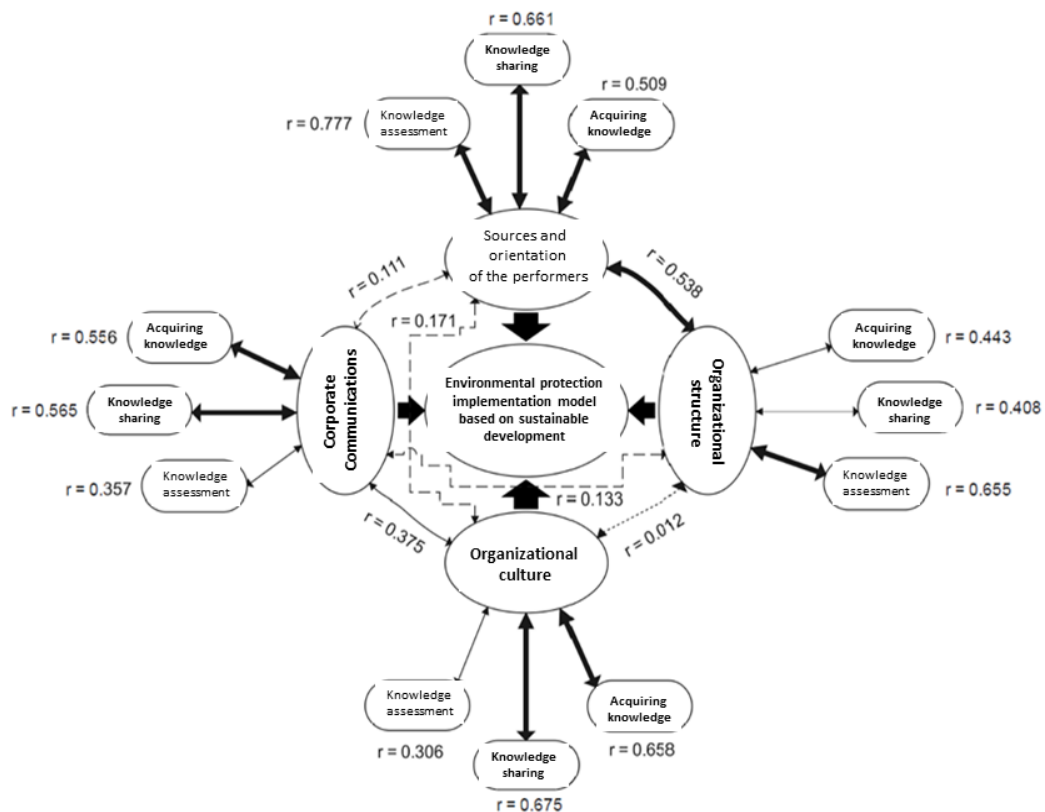 r = 0.661
Knowledge
sharing
r = 0.509
r = 0.777
Knowledge
assessment
Acquiring
knowledge
Sources and
orientation
of the performers
r = 0.111
r = 0.538
r = 0.171
r = 0.556
Acquiring
knowledge
r = 0.565
Knowledge
sharing
r = 0.357
Knowledge
assessment
Corporate
Communications
Environmental protection
implementation model
based on sustainable
development
Organizational
structure
Acquiring
knowledge
r = 0.443
Knowledge
sharing
r = 0.408
Knowledge
assessment
r = 0.655
r = 0.133
r = 0.375
r = 0.012
Organizational
culture
Knowledge
assessment
r = 0.306
Acquiring
knowledge
r = 0.658
Knowledge
sharing
r = 0.675